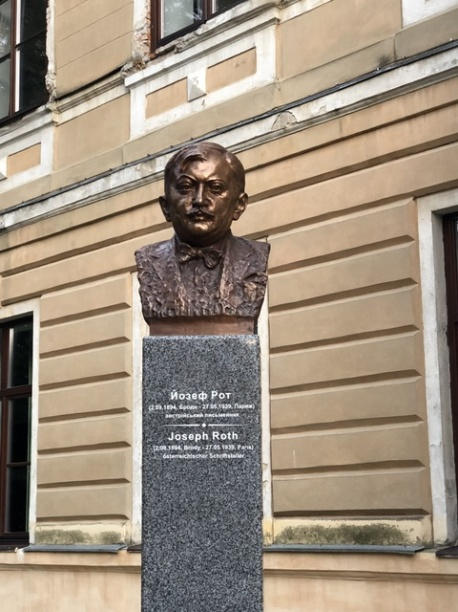 Йозеф Рот
(2.09.1894, Броди - 27.05.1939, Париж)
австрійський письменник
Joseph Roth
(2.09.1894, Brody - 27.05.1939, Paris)
österreichischer Schriftsteller